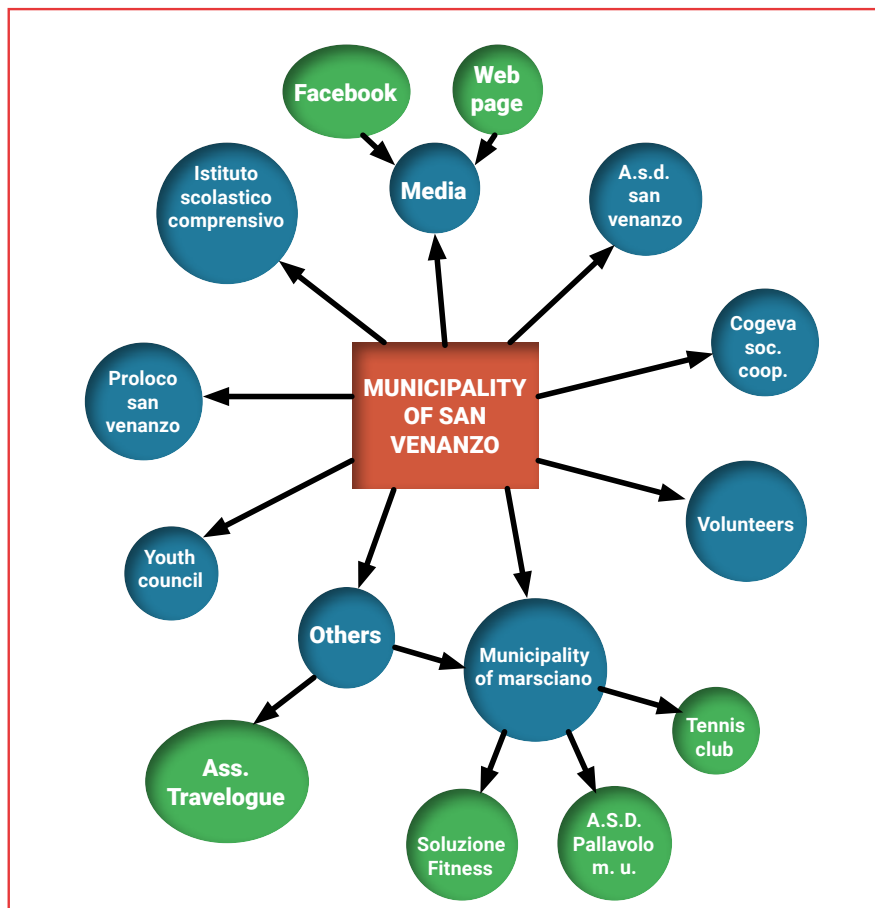 Facebook
Web
page
Istituto
scolastico
comprensivo
Media
A.s.d.
san
venanzo
Cogeva
soc.
coop.
Proloco
san
venanzo
MUNICIPALITY
OF SAN
VENANZO
Volunteers
Youth
council
Others
Municipality
of marsciano
Tennis
club
Ass.
Travelogue
Soluzione
Fitness
A.S.D.
Pallavolo
m. u.